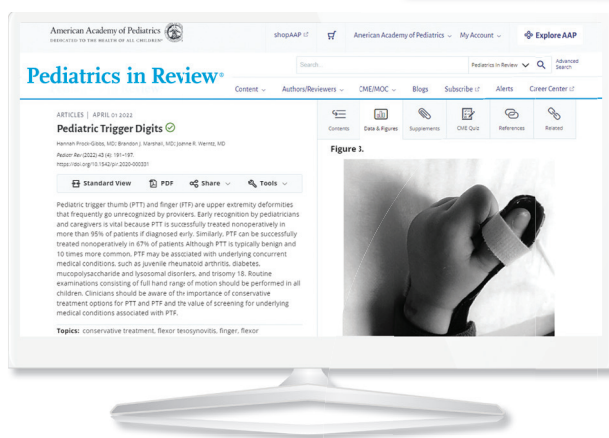 American Academy of Pediatrics
DEDICATED TO THE HEALTH OF ALL CHILDREN®
shopAAP
American Academy of Pediatrics
My Account
Explore AAP
Pediatrics in Review®
Search...
Pediatrics in Review
Advanced Search
Content
Authors/Reviewers
CME/MOC
Blogs
Subscribe
Alerts
Career Center
ARTICLES | APRIL 01 2022
Pediatric Trigger Digits
Hannah Prock-Gibbs, MD; Brandon J. Marshall, MD; Joanne R. Werntz, MD
Pediatr Rev (2022) 43 (4): 191–197.
https://doi.org/10.1542/pir.2020-000331
Standard View
PDF
Share
Tools
Pediatric trigger thumb (PTT) and finger (PTF) are upper extremity deformities
that frequently go unrecognized by providers. Early recognition by pediatricians
and caregivers is vital because PTT is successfully treated nonoperatively in
more than 95% of patients if diagnosed early. Similarly, PTF can be successfully
treated nonoperatively in 67% of patients Although PTT is typically benign and
10 times more common, PTF may be associated with underlying concurrent
medical conditions, such as juvenile rheumatoid arthritis, diabetes,
mucopolysaccharide and lysosomal disorders, and trisomy 18. Routine
examinations consisting of full hand range of motion should be performed in all
children. Clinicians should be aware of the importance of conservative
treatment options for PTT and PTF and the value of screening for underlying
medical conditions associated with PTF.
Topics: conservative treatment, flexor tenosynovitis, finger, flexor
Contents
Data & Figures
Supplements
CME Quiz
References
Related
Figure 3.